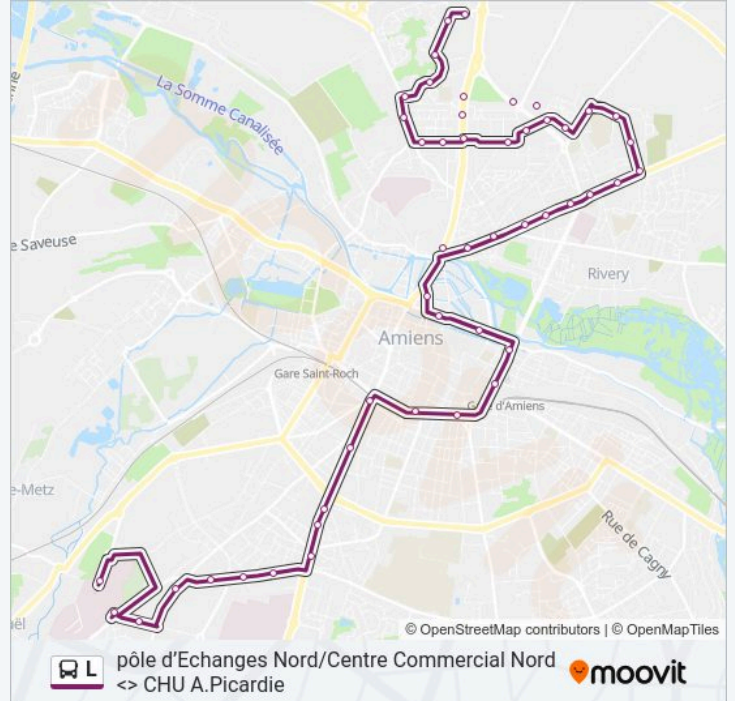 La Somme Canalisée
e Saveuse
Rivery
Amiens
Gare Saint-Roch
d'Amiens
e-Metz
Rue de Cagny
© OpenStreetMap contributors | © OpenMapTiles
L
pôle d'Echanges Nord/Centre Commercial Nord
<> CHU A.Picardie
moovit